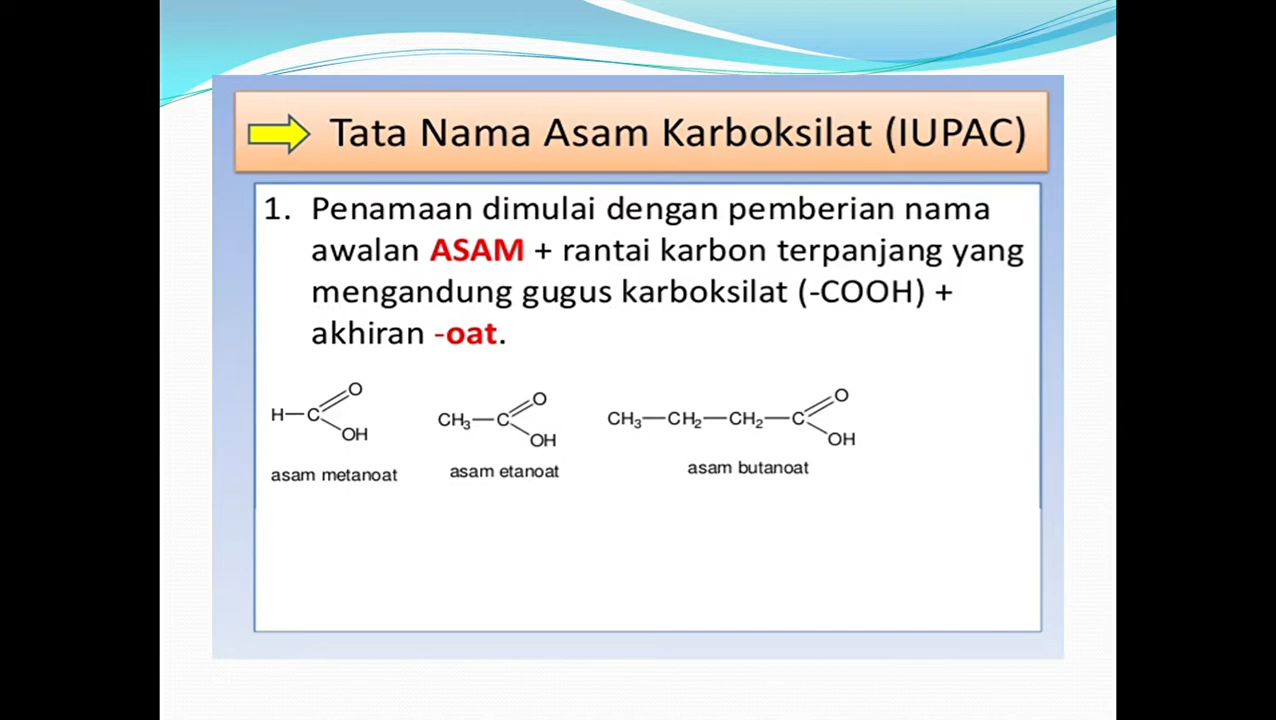 Tata Nama Asam Karboksilat (IUPAC)
1. Penamaan dimulai dengan pemberian nama
awalan ASAM + rantai karbon terpanjang yang
mengandung gugus karboksilat (-COOH) +
akhiran -oat.
H—C
O
OH
asam metanoat
CH₃—C
O
OH
asam etanoat
CH₃—CH₂—CH₂—C
O
OH
asam butanoat